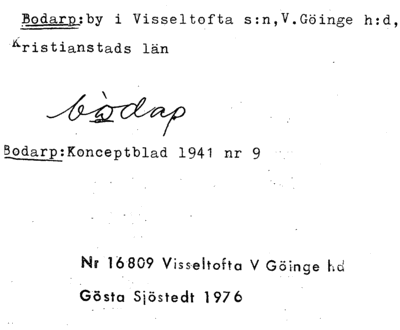 Bodarp:by i Visseltofta s:n,V.Göinge h:d,
Kristianstads län
bòdap
Bodarp:Konceptblad 1941 nr 9
Nr 16809 Visseltofta V Göinge hd
Gösta Sjöstedt 1976